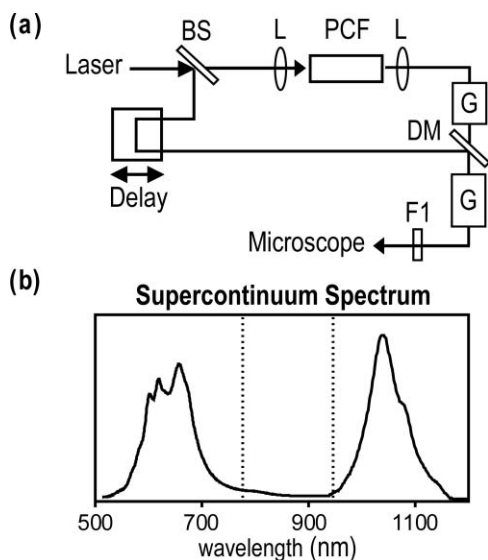 (a)
BS
L
PCF
L
Laser
G
DM
Delay
G
F1
Microscope
(b)
Supercontinuum Spectrum
500 700 900 1100
wavelength (nm)